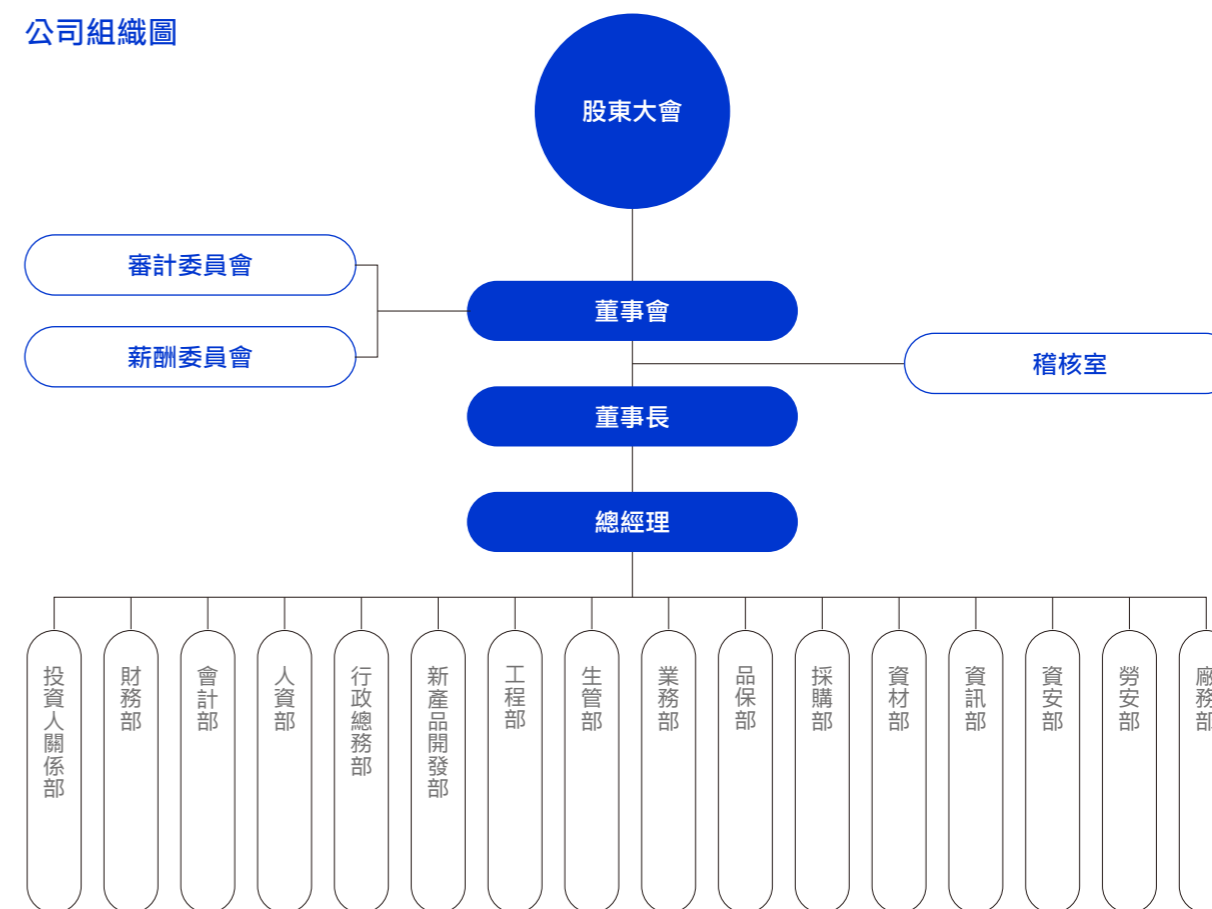 公司組織圖
股東大會
審計委員會
董事會
薪酬委員會
稽核室
董事長
總經理
投資人關係部
財務部
會計部
人資部
行政總務部
新產品開發部
工程部
生管部
業務部
品保部
採購部
資材部
資訊部
資安部
勞安部
廠務部